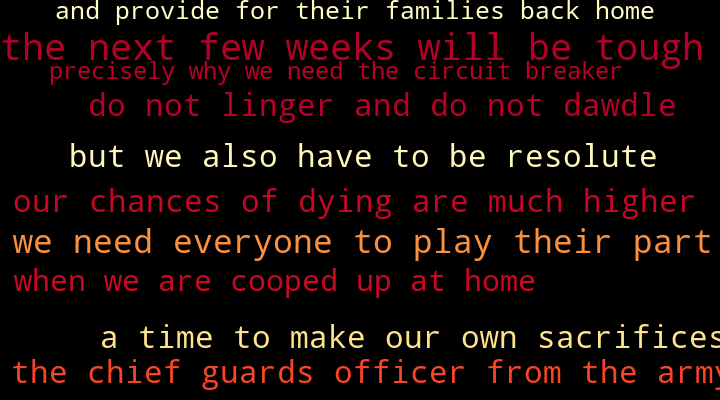 and provide for their families back home
the next few weeks will be tough
precisely why we need the circuit breaker
do not linger and do not dawdle
but we also have to be resolute
our chances of dying are much higher
we need everyone to play their part
when we are cooped up at home
a time to make our own sacrifices
the chief guards officer from the army